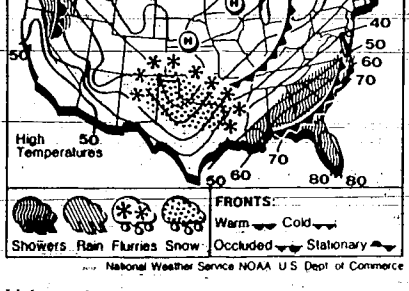 H
H
40
50
50
60
70
High
Temperatures
50
70
60
50
80 80
FRONTS:
Warm Cold
Showers Rain Flurries Snow
Occluded Stationary
National Weather Service NOAA U S Dept of Commerce